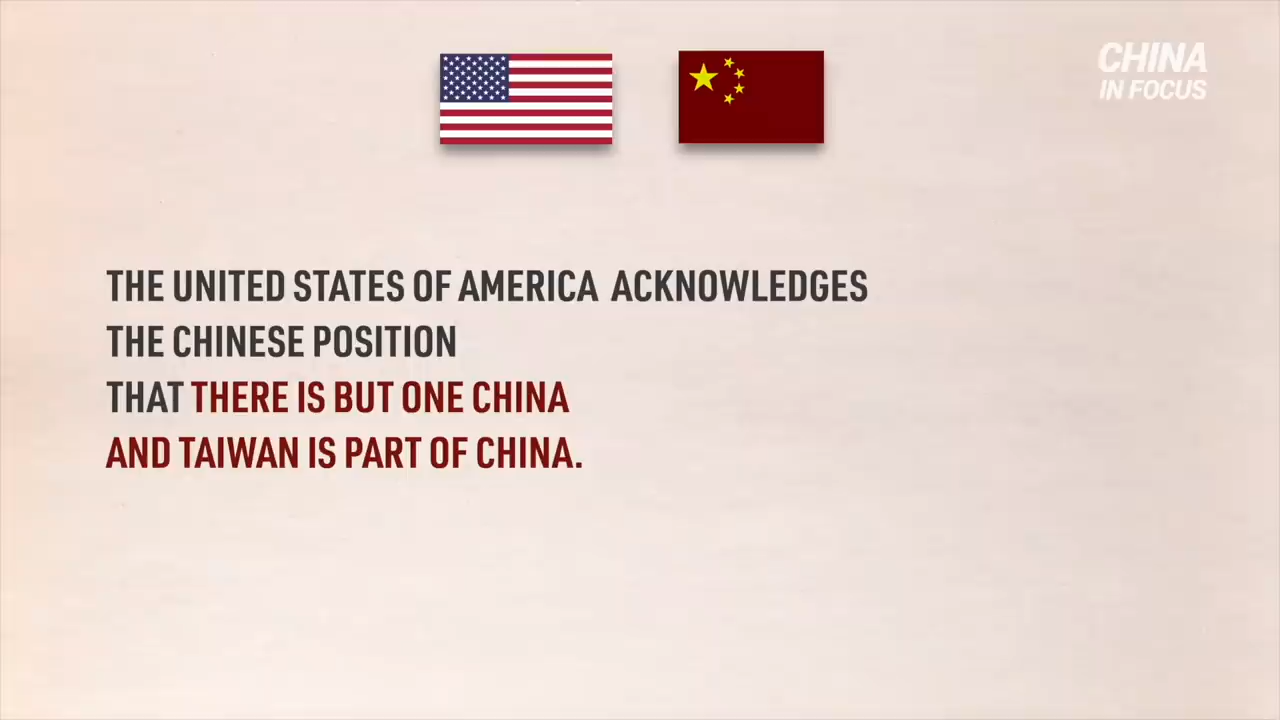 CHINA
IN FOCUS
THE UNITED STATES OF AMERICA ACKNOWLEDGES
THE CHINESE POSITION
THAT THERE IS BUT ONE CHINA
AND TAIWAN IS PART OF CHINA.